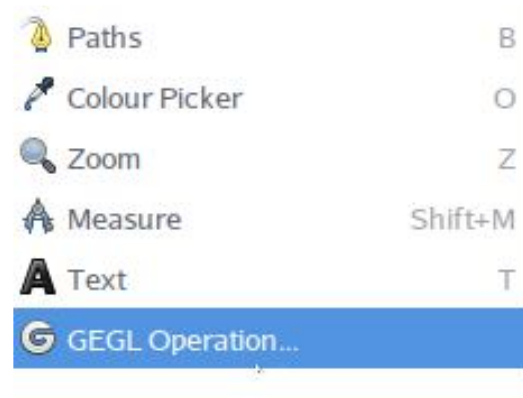 Paths B
Colour Picker O
Zoom Z
Measure Shift+M
Text T
GEGL Operation...